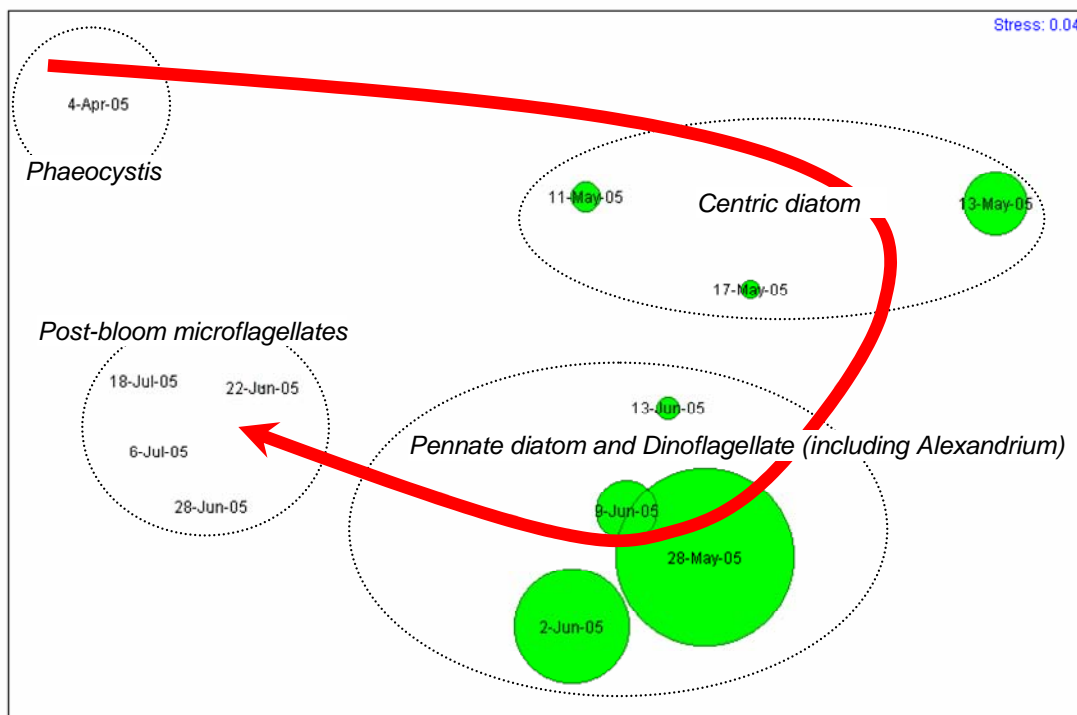 Stress: 0.04
4-Apr-05
Phaeocystis
11-May-05
Centric diatom
13-May-05
17-May-05
Post-bloom microflagellates
18-Jul-05
22-Jun-05
6-Jul-05
28-Jun-05
13-Jun-05
Pennate diatom and Dinoflagellate (including Alexandrium)
9-Jun-05
28-May-05
2-Jun-05